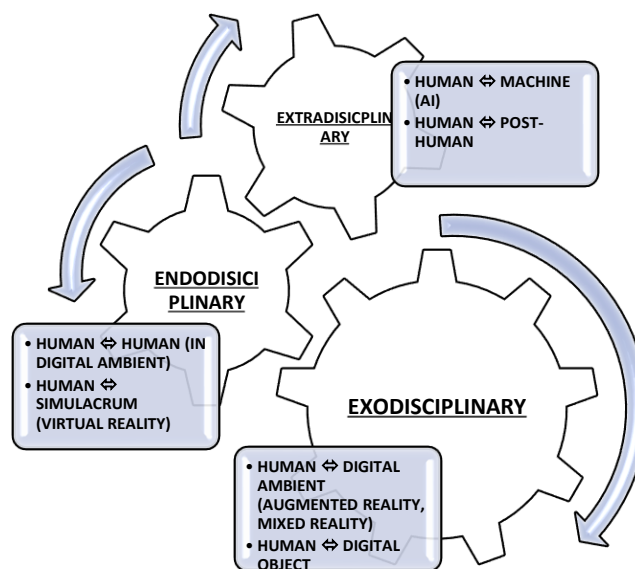 EXTRADISICPLIN
ARY
• HUMAN ⇔ MACHINE
(AI)
• HUMAN ⇔ POST-
HUMAN
ENDODISICI
PLINARY
• HUMAN ⇔ HUMAN (IN
DIGITAL AMBIENT)
• HUMAN ⇔
SIMULACRUM
(VIRTUAL REALITY)
EXODISCIPLINARY
• HUMAN ⇔ DIGITAL
AMBIENT
(AUGMENTED REALITY,
MIXED REALITY)
• HUMAN ⇔ DIGITAL
OBJECT